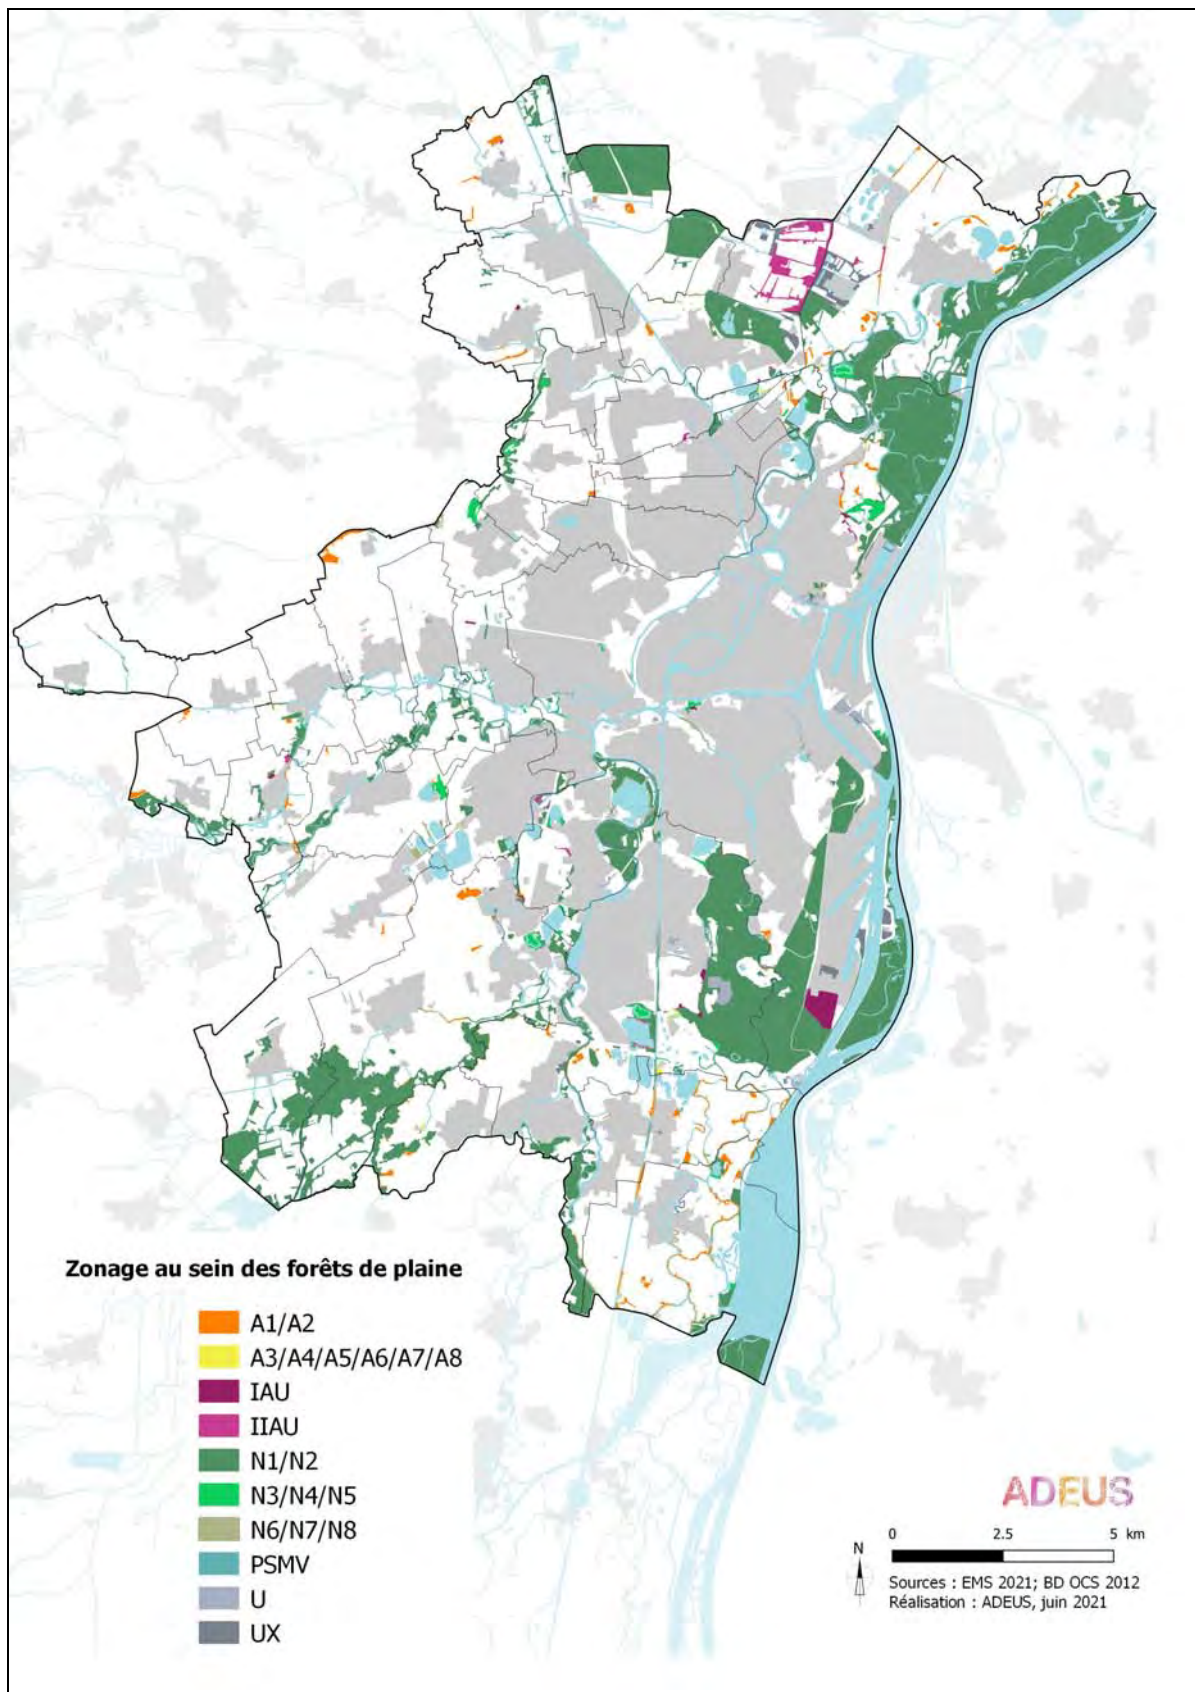 Zonage au sein des forêts de plaine
A1/A2
A3/A4/A5/A6/A7/A8
IAU
IIAU
N1/N2
N3/N4/N5
N6/N7/N8
PSMV
U
UX
ADEUS
0 2.5 5 km
N
Sources : EMS 2021; BD OCS 2012
Réalisation : ADEUS, juin 2021